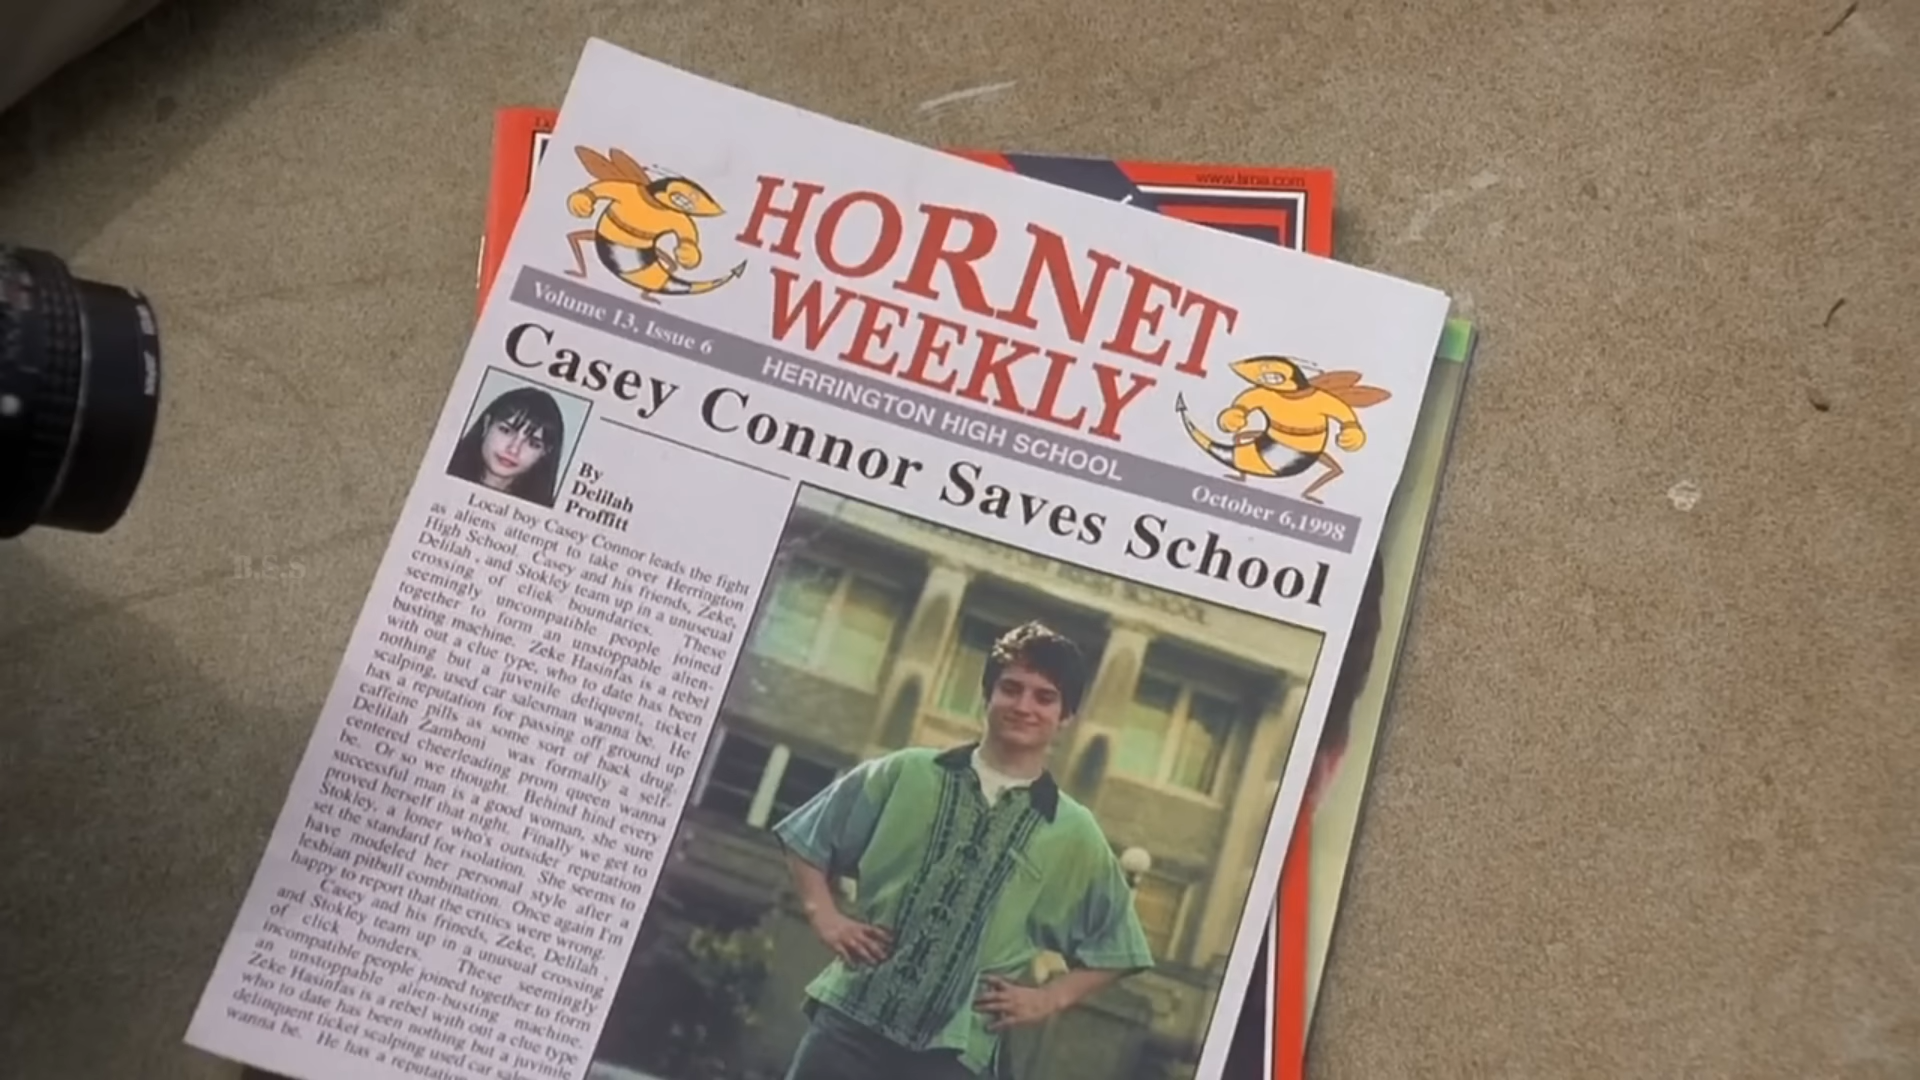 www.time.com
HORNET
WEEKLY
Volume 13, Issue 6
HERRINGTON HIGH SCHOOL
October 6,1998
Casey Connor Saves School
By
Delilah
Proffitt
Local boy Casey Connor leads the fight
as aliens attempt to take over Herrington
High School. Casey and his friends, Zeke,
Delilah , and Stokley team up in a unuseual
crossing of click boundaries. These
seemingly uncompatible people joined
together to form an unstoppable alien-
busting machine. Zeke Hasinfas is a rebel
with out a clue type, who to date has been
nothing but a juvenile deliquent, ticket
scalping, used car salesman wanna be. He
has a reputation for passing off ground up
caffeine pills as some sort of hack drug.
Delilah Zamboni was formally a self-
centered cheerleading prom queen wanna
be. Or so we thought. Behind hind every
successful man is a good woman, she sure
proved herself that night. Finally we get to
Stokley, a loner who's outsider reputation
set the standard for isolation. She seems to
have modeled her personal style after a
lesbian pitbull combination. Once again I'm
happy to report that the critics were wrong.
Casey and his frineds, Zeke, Delilah ,
and Stokley team up in a unusual crossing
of click bonders. These seemingly
incompatible people joined together to form
an unstoppable alien-busting machine.
Zeke Hasinfas is a rebel with out a clue type
who to date has been nothing but a juvinile
delinquent ticket scalping used car
wanna be. He has a
B.S.S